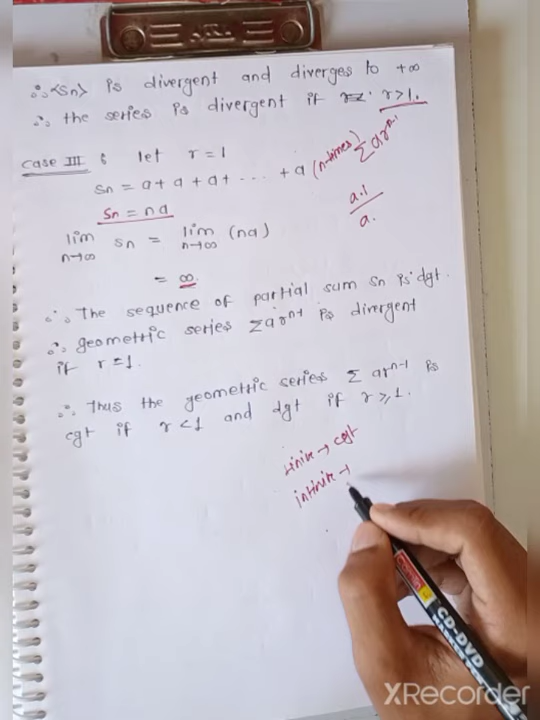 ∴ <Sn> is divergent and diverges to +∞
∴ the series is divergent if r>1.
Case III : let r = 1
Sn = a + a + a + ... + a (n-times) Σ ar^n-1
Sn = na
a.1
a.
lim n→∞ Sn = lim n→∞ (na)
= ∞.
∴ The sequence of partial sum Sn is dgt.
∴ geometric series Σar^n-1 is divergent
if r=1.
∴ Thus the geometric series Σ ar^n-1 is
cgt if r<1 and dgt if r≥1.
Finite → cgt
infinite →
CD-DVD
XRecorder